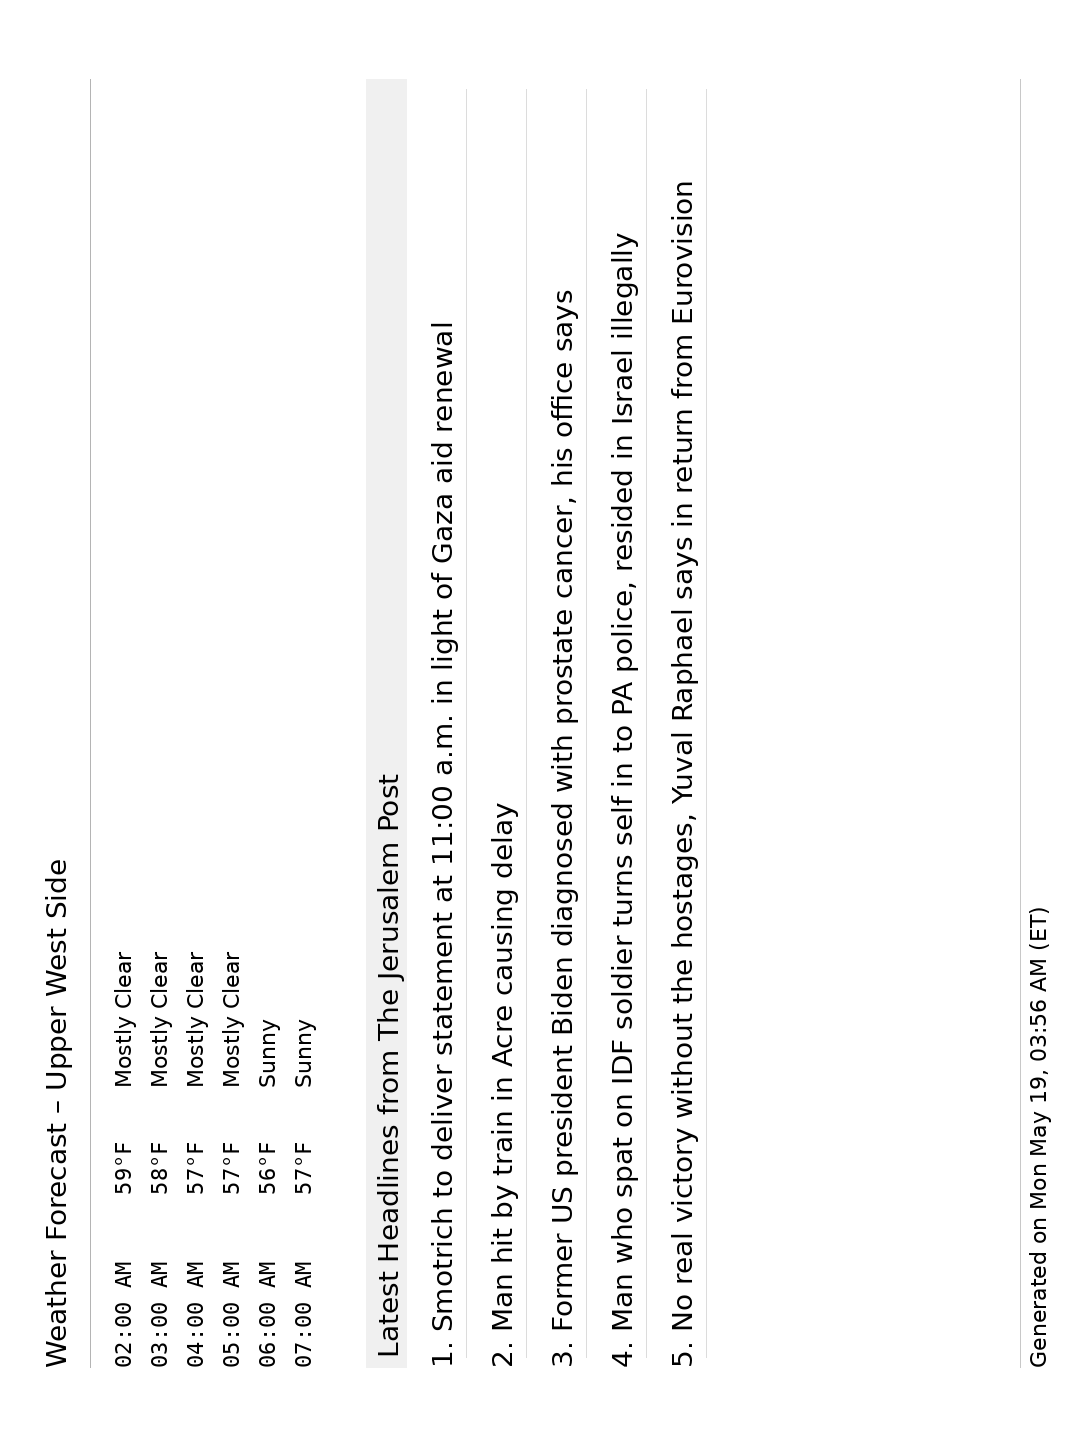 Weather Forecast – Upper West Side
02:00 AM 59°F Mostly Clear
03:00 AM 58°F Mostly Clear
04:00 AM 57°F Mostly Clear
05:00 AM 57°F Mostly Clear
06:00 AM 56°F Sunny
07:00 AM 57°F Sunny
Latest Headlines from The Jerusalem Post
1. Smotrich to deliver statement at 11:00 a.m. in light of Gaza aid renewal
2. Man hit by train in Acre causing delay
3. Former US president Biden diagnosed with prostate cancer, his office says
4. Man who spat on IDF soldier turns self in to PA police, resided in Israel illegally
5. No real victory without the hostages, Yuval Raphael says in return from Eurovision
Generated on Mon May 19, 03:56 AM (ET)